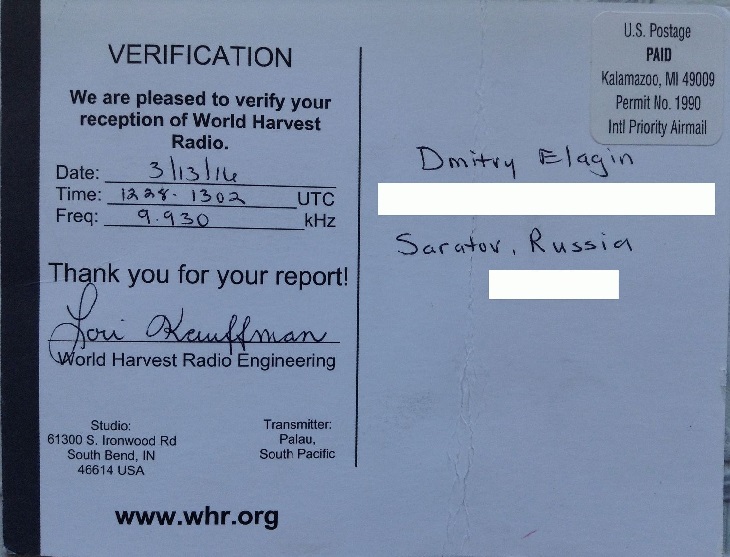 VERIFICATION
We are pleased to verify your
reception of World Harvest
Radio.
Date: 3/13/16
Time: 1228-1302 UTC
Freq: 9.930 kHz
Thank you for your report!
Lori Kauffman
World Harvest Radio Engineering
Studio:
61300 S. Ironwood Rd
South Bend, IN
46614 USA
Transmitter:
Palau,
South Pacific
www.whr.org
U.S. Postage
PAID
Kalamazoo, MI 49009
Permit No. 1990
Intl Priority Airmail
Dmitry Elagin
Saratov, Russia